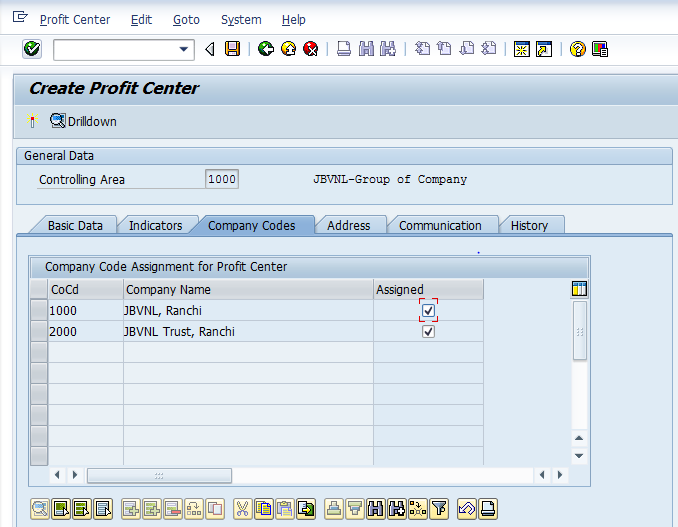 Profit Center Edit Goto System Help
Create Profit Center
Drilldown
General Data
Controlling Area 1000 JBVNL-Group of Company
Basic Data Indicators Company Codes Address Communication History
Company Code Assignment for Profit Center
CoCd Company Name Assigned
1000 JBVNL, Ranchi
2000 JBVNL Trust, Ranchi